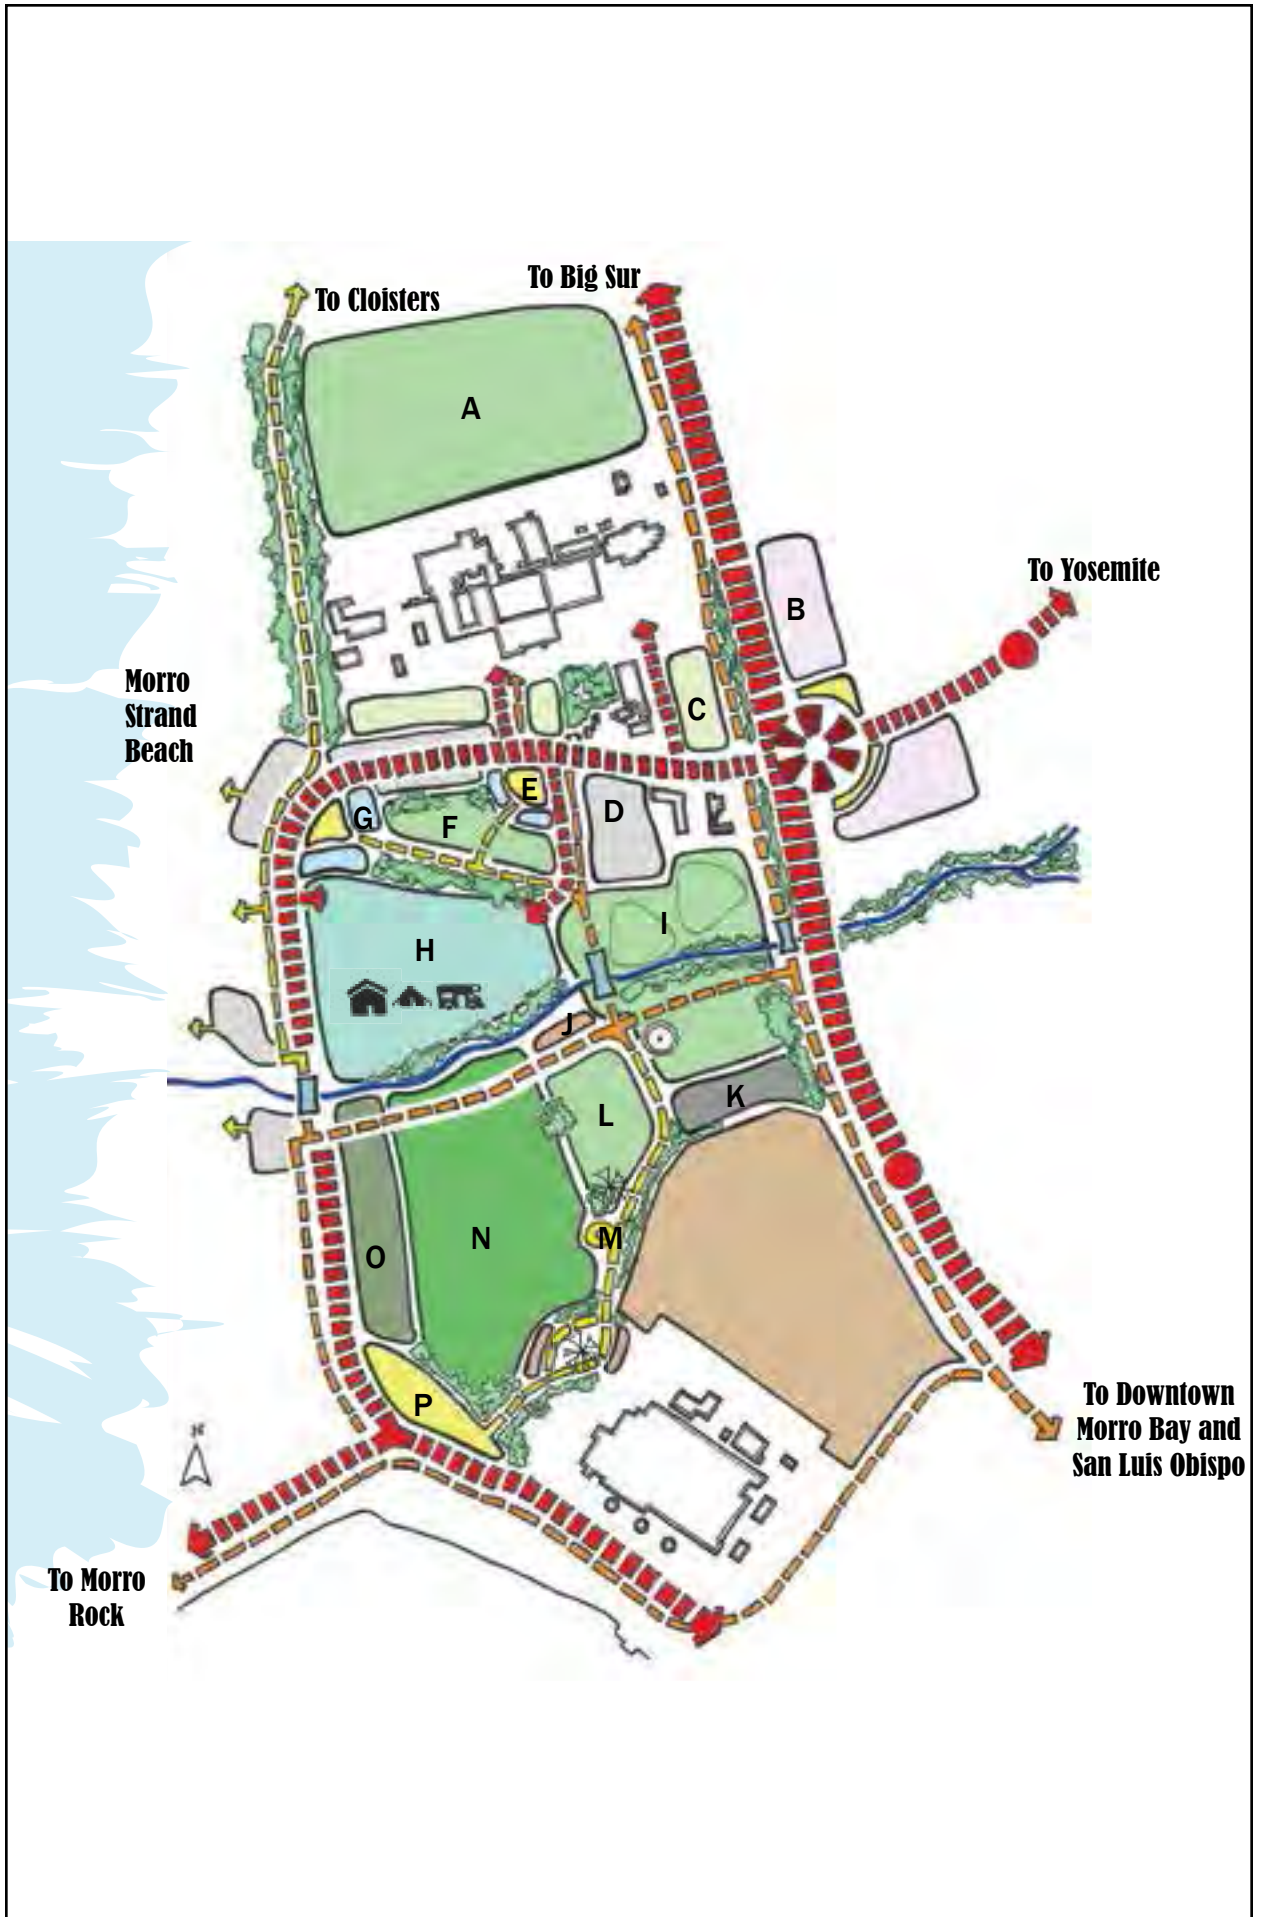 To Big Sur
To Cloisters
A
To Yosemite
B
Morro
Strand
Beach
C
E
D
G
F
I
H
J
K
L
M
N
O
P
N
To Downtown
Morro Bay and
San Luis Obispo
To Morro
Rock